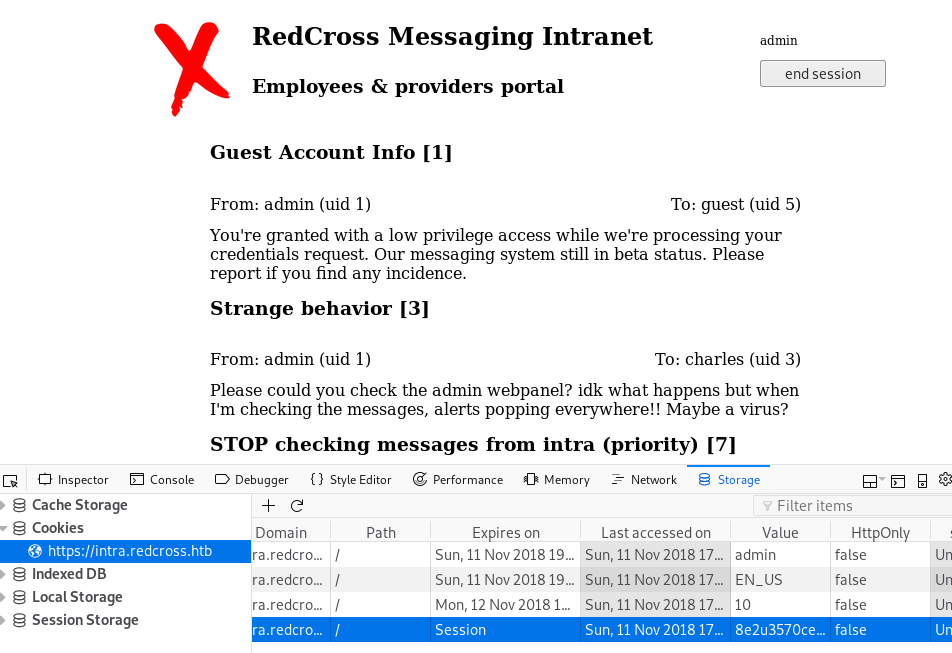 RedCross Messaging Intranet
admin
end session
Employees & providers portal
Guest Account Info [1]
From: admin (uid 1) To: guest (uid 5)
You're granted with a low privilege access while we're processing your
credentials request. Our messaging system still in beta status. Please
report if you find any incidence.
Strange behavior [3]
From: admin (uid 1) To: charles (uid 3)
Please could you check the admin webpanel? idk what happens but when
I'm checking the messages, alerts popping everywhere!! Maybe a virus?
STOP checking messages from intra (priority) [7]
Inspector Console Debugger { } Style Editor Performance Memory Network Storage
Cache Storage
Cookies
https://intra.redcross.htb
Indexed DB
Local Storage
Session Storage
Filter items
Domain Path Expires on Last accessed on Value HttpOnly s
ra.redcro... / Sun, 11 Nov 2018 19... Sun, 11 Nov 2018 17... admin false Un
ra.redcro... / Sun, 11 Nov 2018 19... Sun, 11 Nov 2018 17... EN_US false Un
ra.redcro... / Mon, 12 Nov 2018 1... Sun, 11 Nov 2018 17... 10 false Un
ra.redcro... / Session Sun, 11 Nov 2018 17... 8e2u3570ce... false Un